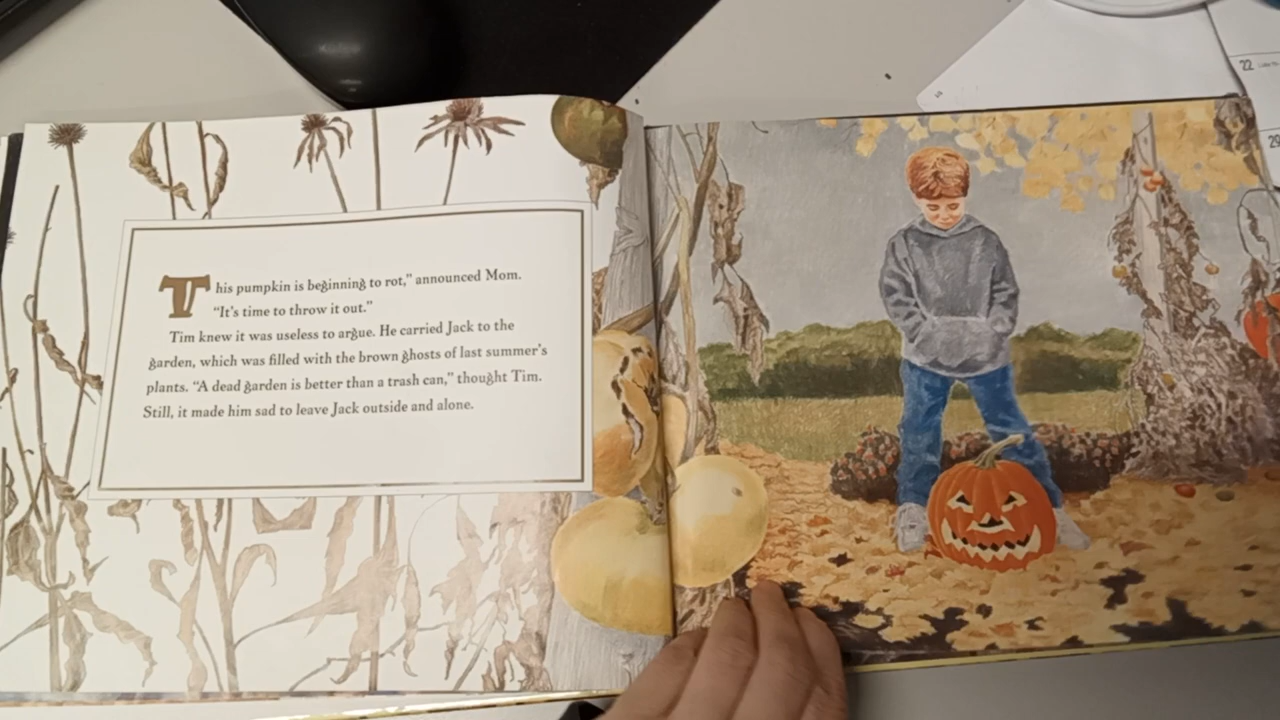 This pumpkin is beginning to rot," announced Mom.
"It's time to throw it out."
Tim knew it was useless to argue. He carried Jack to the
garden, which was filled with the brown ghosts of last summer's
plants. "A dead garden is better than a trash can," thought Tim.
Still, it made him sad to leave Jack outside and alone.
22
29